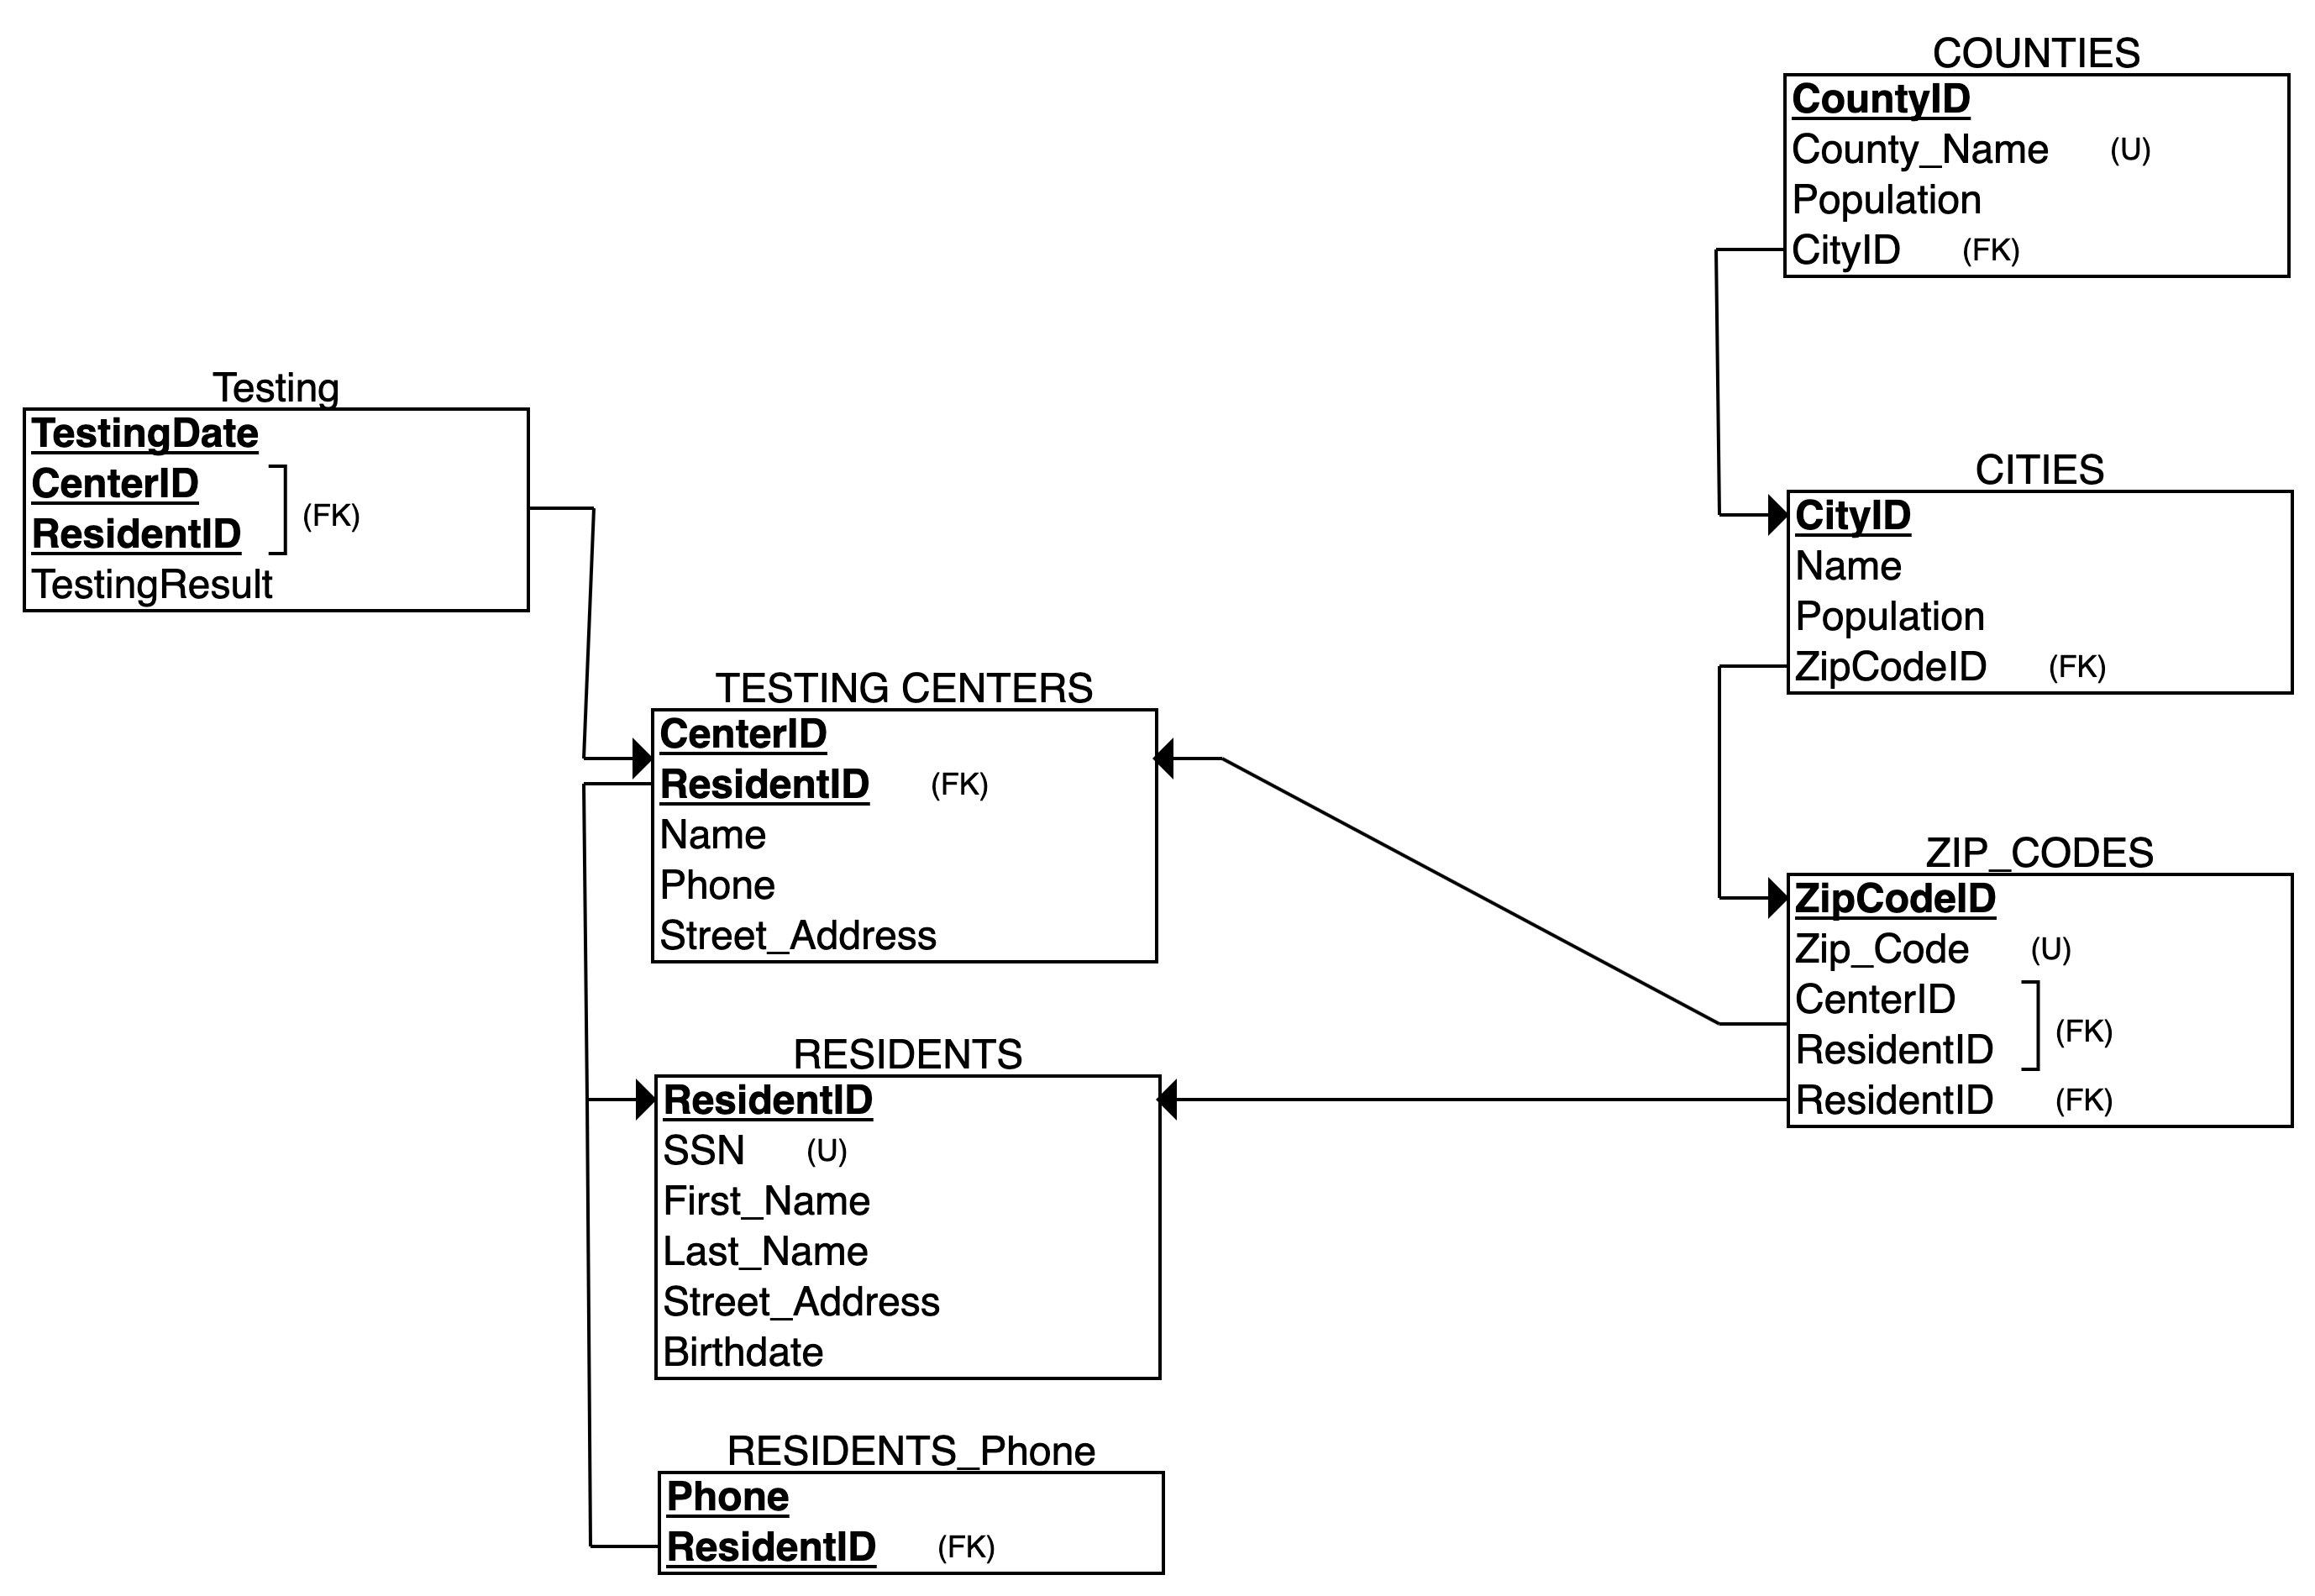 COUNTIES
CountyID
County_Name (U)
Population
CityID (FK)
Testing
TestingDate
CenterID
(FK)
ResidentID
TestingResult
CITIES
CityID
Name
Population
ZipCodeID (FK)
TESTING CENTERS
CenterID
ResidentID (FK)
Name
Phone
Street_Address
ZIP_CODES
ZipCodeID
Zip_Code (U)
CenterID
(FK)
ResidentID
ResidentID (FK)
RESIDENTS
ResidentID
SSN (U)
First_Name
Last_Name
Street_Address
Birthdate
RESIDENTS_Phone
Phone
ResidentID (FK)